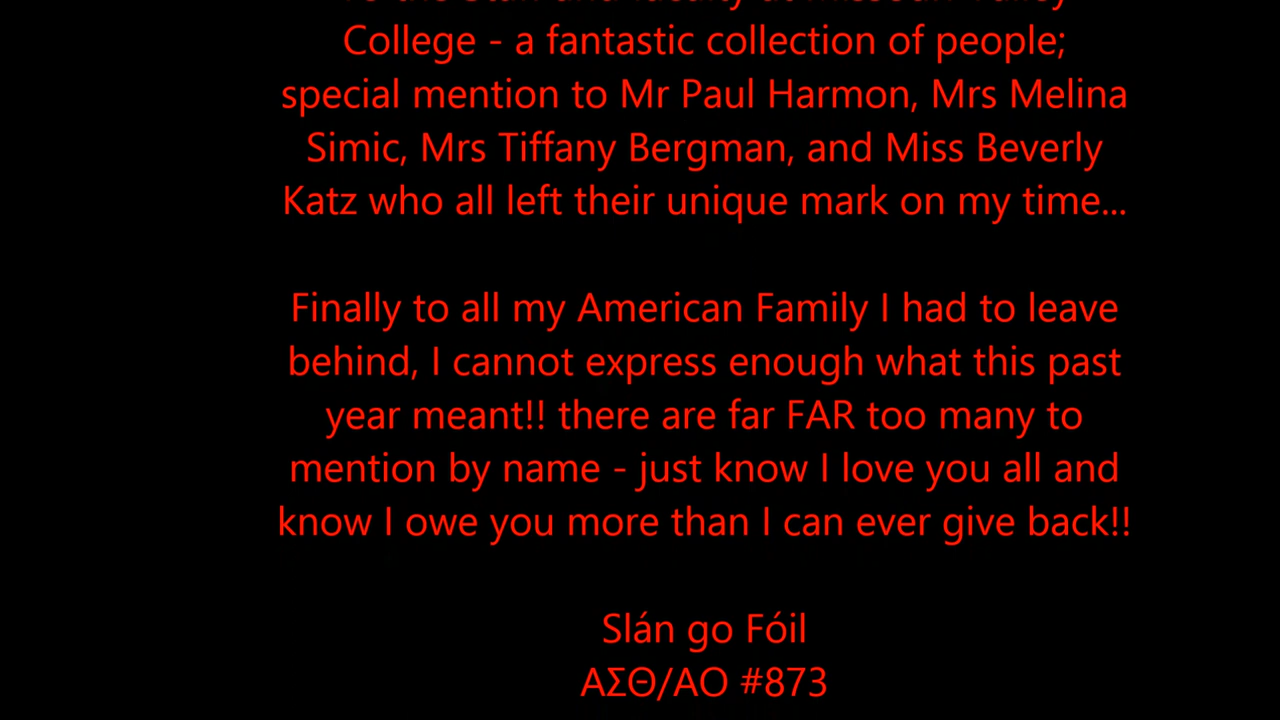 College - a fantastic collection of people;
special mention to Mr Paul Harmon, Mrs Melina
Simic, Mrs Tiffany Bergman, and Miss Beverly
Katz who all left their unique mark on my time...
Finally to all my American Family I had to leave
behind, I cannot express enough what this past
year meant!! there are far FAR too many to
mention by name - just know I love you all and
know I owe you more than I can ever give back!!
Slán go Fóil
ΑΣΘ/ΑΟ #873